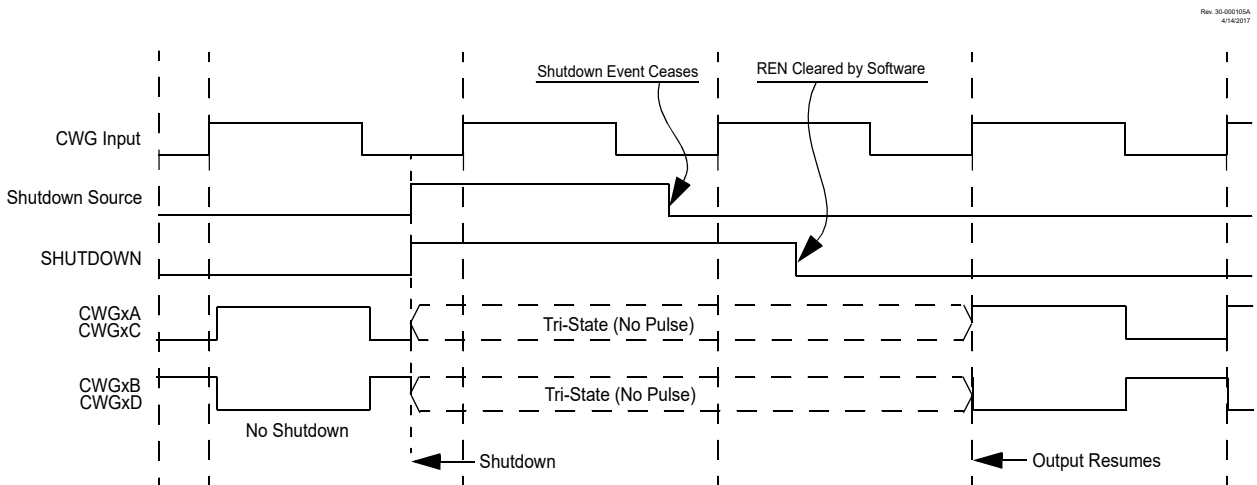 Rev. 30-000105A
4/14/2017
Shutdown Event Ceases
REN Cleared by Software
CWG Input
Shutdown Source
SHUTDOWN
CWGxA
CWGxC
Tri-State (No Pulse)
CWGxB
CWGxD
Tri-State (No Pulse)
No Shutdown
Shutdown
Output Resumes